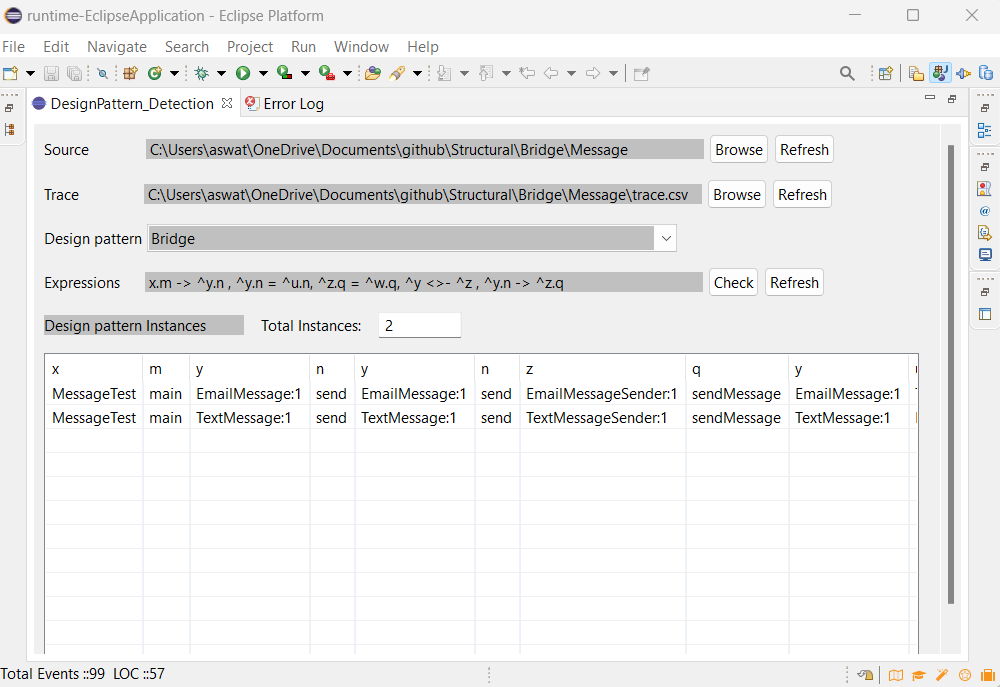 runtime-EclipseApplication - Eclipse Platform
File Edit Navigate Search Project Run Window Help
DesignPattern_Detection Error Log
Source C:\Users\aswat\OneDrive\Documents\github\Structural\Bridge\Message Browse Refresh
Trace C:\Users\aswat\OneDrive\Documents\github\Structural\Bridge\Message\trace.csv Browse Refresh
Design pattern Bridge
Expressions x.m -> ^y.n , ^y.n = ^u.n, ^z.q = ^w.q, ^y <>- ^z , ^y.n -> ^z.q Check Refresh
Design pattern Instances Total Instances: 2
x m y n y n z q y
MessageTest main EmailMessage:1 send EmailMessage:1 send EmailMessageSender:1 sendMessage EmailMessage:1
MessageTest main TextMessage:1 send TextMessage:1 send TextMessageSender:1 sendMessage TextMessage:1
Total Events ::99 LOC ::57